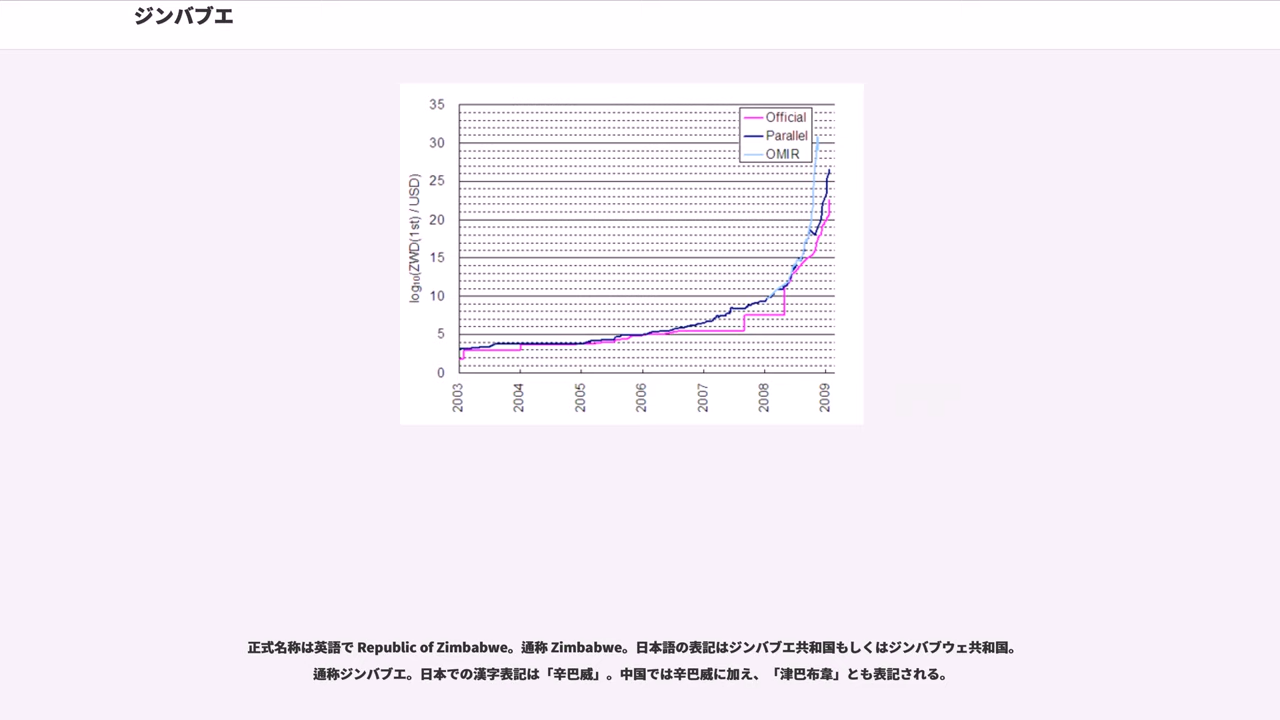 ジンバブエ
35
30
25
20
15
10
5
0
log₁₀(ZWD(1st) / USD)
Official
Parallel
OMIR
2003
2004
2005
2006
2007
2008
2009
正式名称は英語で Republic of Zimbabwe。通称 Zimbabwe。日本語の表記はジンバブエ共和国もしくはジンバブウェ共和国。
通称ジンバブエ。日本での漢字表記は「辛巴威」。中国では辛巴威に加え、「津巴布韋」とも表記される。